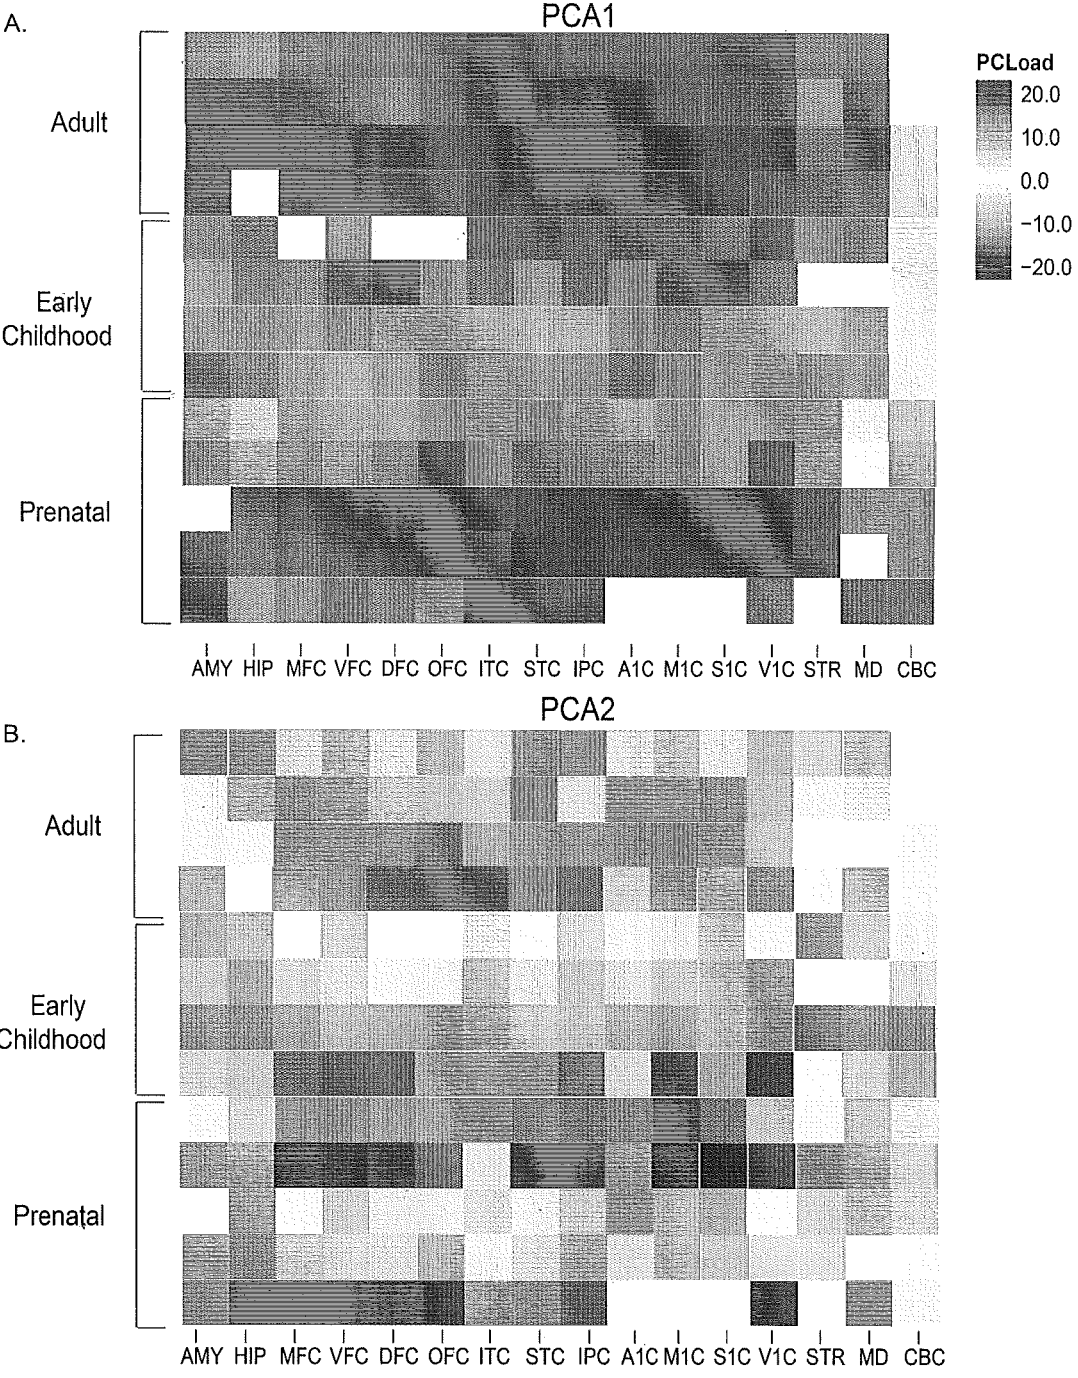 A.
PCA1
PCLoad
20.0
10.0
0.0
−10.0
−20.0
Adult
Early
Childhood
Prenatal
AMY HIP MFC VFC DFC OFC ITC STC IPC A1C M1C S1C V1C STR MD CBC
PCA2
B.
Adult
Early
Childhood
Prenatal
AMY HIP MFC VFC DFC OFC ITC STC IPC A1C M1C S1C V1C STR MD CBC